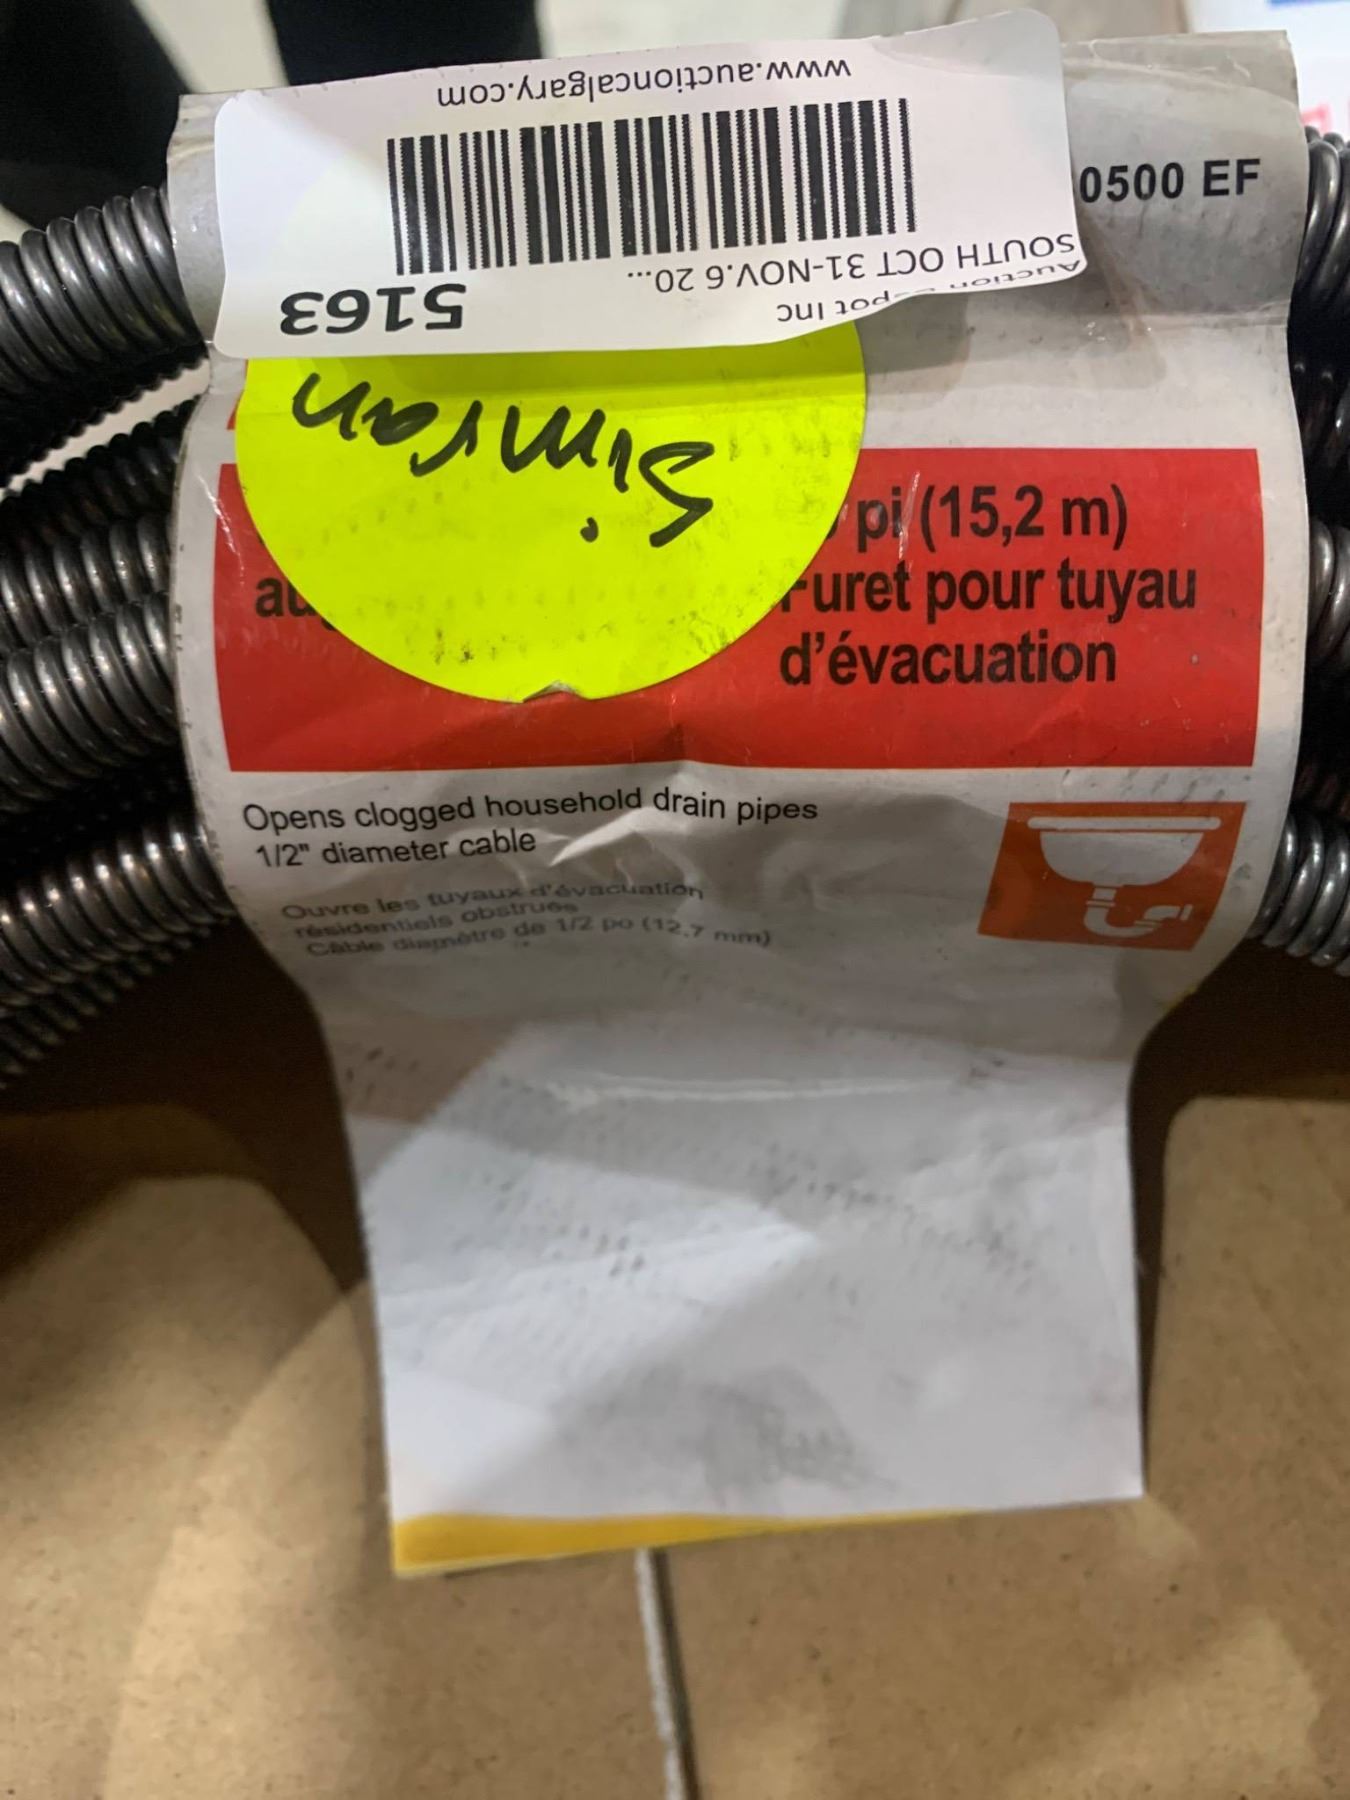 www.auctioncalgary.com
SOUTH OCT 31-NOV.6 20...
5163
0500 EF
Simran
pi (15,2 m)
Furet pour tuyau
d'évacuation
Opens clogged household drain pipes
1/2" diameter cable
Ouvre les tuyaux d'évacuation
résidentiels obstrués
Câble diamètre de 1/2 po (12,7 mm)